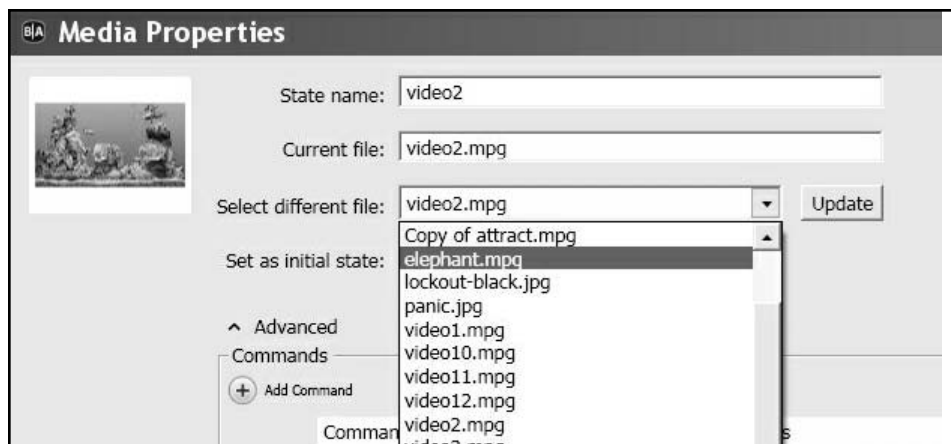 B|A Media Properties
State name: video2
Current file: video2.mpg
Select different file: video2.mpg Update
Copy of attract.mpg
Set as initial state: elephant.mpg
lockout-black.jpg
panic.jpg
Advanced video1.mpg
Commands video10.mpg
video11.mpg
Add Command
video12.mpg
video2.mpg